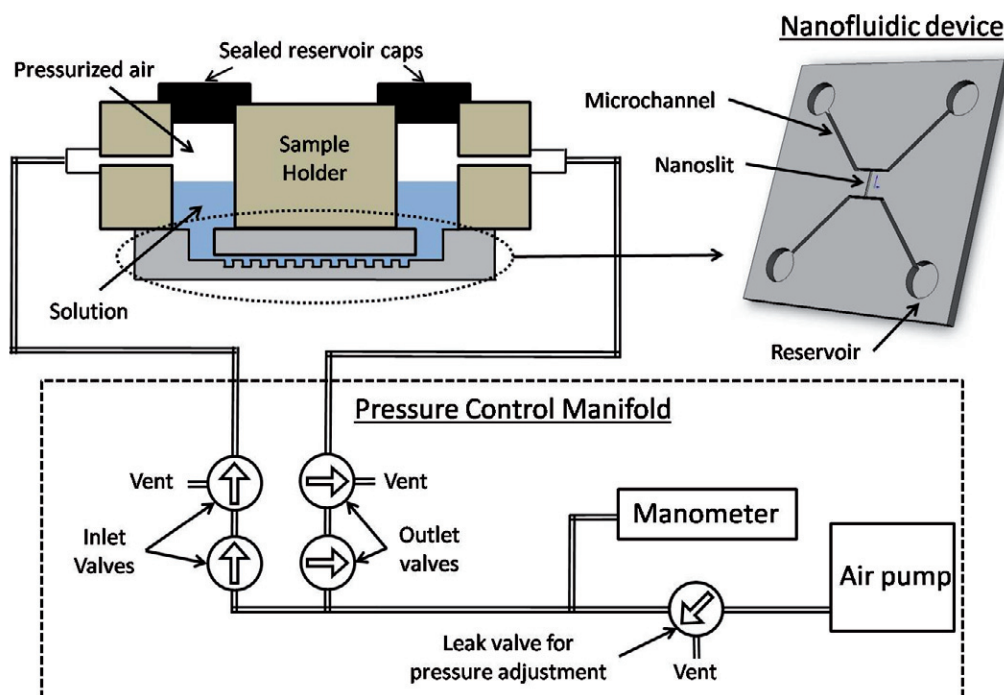 Nanofluidic device
Sealed reservoir caps
Pressurized air
Microchannel
Sample
Holder
Nanoslit
Solution
Reservoir
Pressure Control Manifold
Vent
Vent
Inlet
Valves
Outlet
valves
Manometer
Air pump
Leak valve for
pressure adjustment
Vent